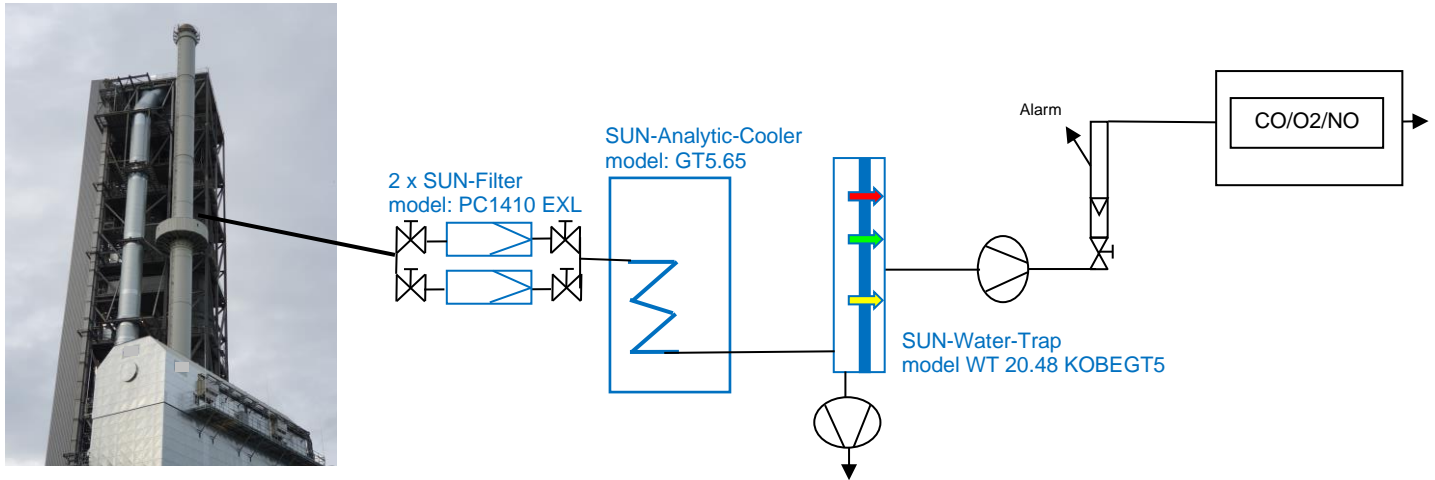 2 x SUN-Filter
model: PC1410 EXL
SUN-Analytic-Cooler
model: GT5.65
SUN-Water-Trap
model WT 20.48 KOBEGT5
Alarm
CO/O2/NO